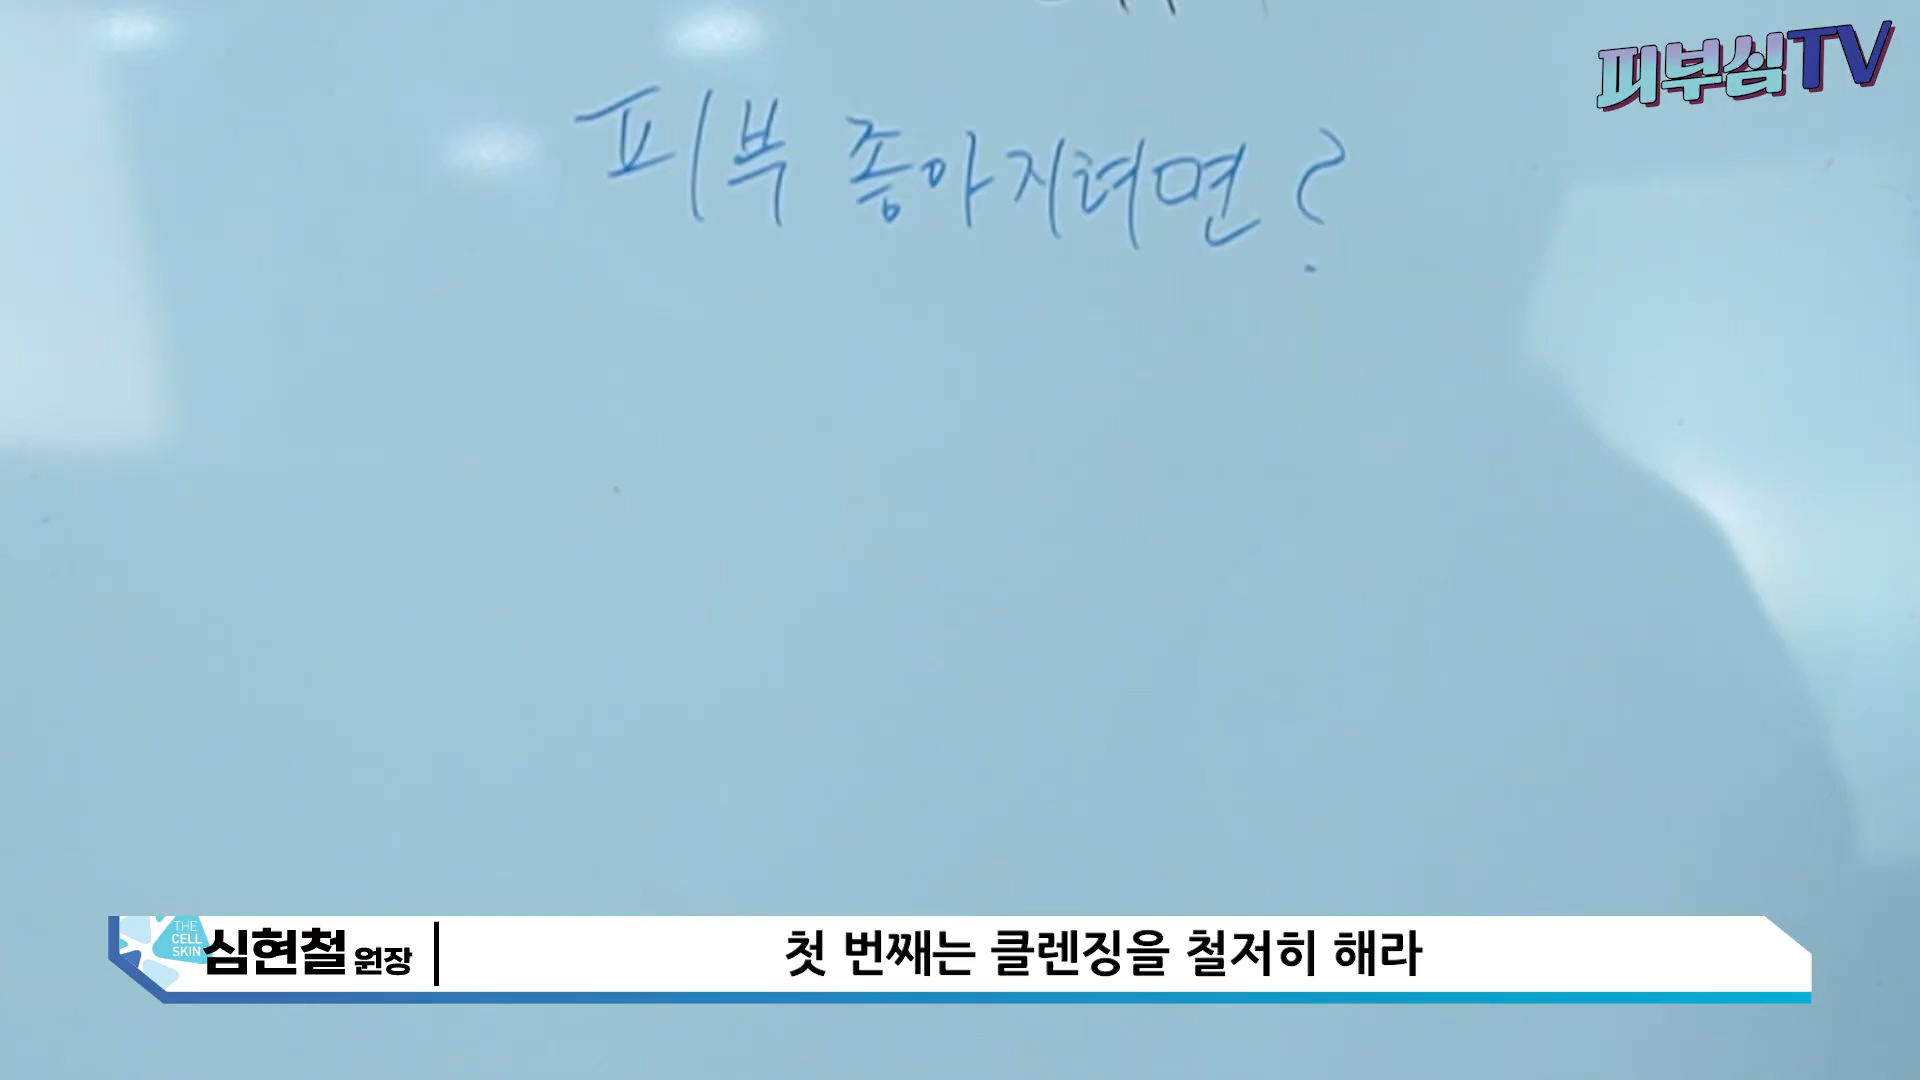 피부심TV
피부 좋아지려면?
THE
CELL
SKIN
심현철 원장
첫 번째는 클렌징을 철저히 해라